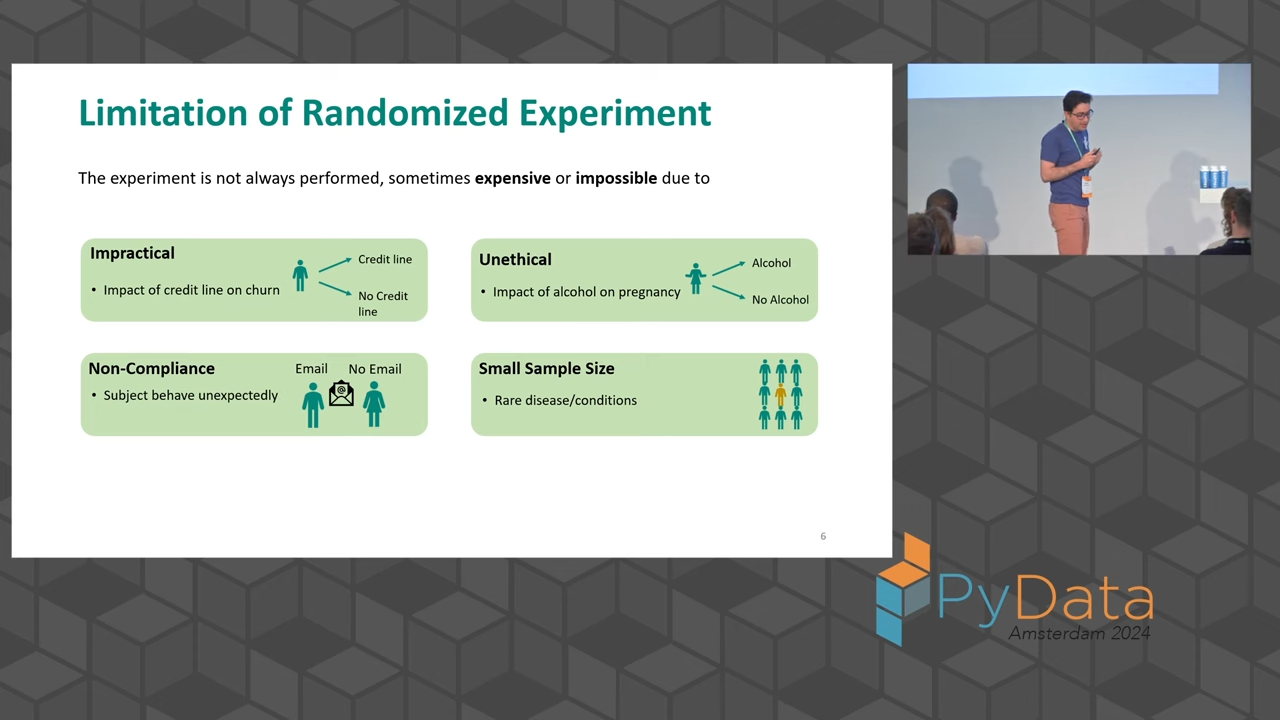 Limitation of Randomized Experiment
The experiment is not always performed, sometimes expensive or impossible due to
Impractical
• Impact of credit line on churn
Credit line
No Credit
line
Unethical
• Impact of alcohol on pregnancy
Alcohol
No Alcohol
Non-Compliance
• Subject behave unexpectedly
Email
No Email
Small Sample Size
• Rare disease/conditions
6
PyData
Amsterdam 2024